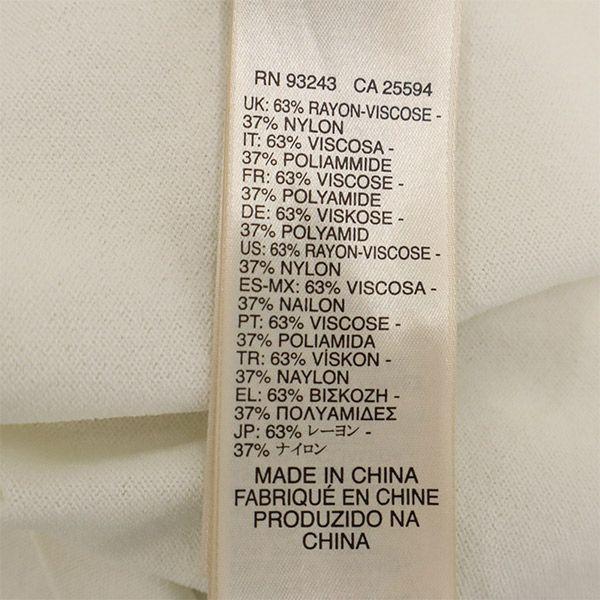 RN 93243 CA 25594
UK: 63% RAYON-VISCOSE -
37% NYLON
IT: 63% VISCOSA -
37% POLIAMMIDE
FR: 63% VISCOSE -
37% POLYAMIDE
DE: 63% VISKOSE -
37% POLYAMID
US: 63% RAYON-VISCOSE -
37% NYLON
ES-MX: 63% VISCOSA -
37% NAILON
PT: 63% VISCOSE -
37% POLIAMIDA
TR: 63% VİSKON -
37% NAYLON
EL: 63% ΒΙΣΚΟΖΗ -
37% ΠΟΛΥΑΜΙΔΕΣ
JP: 63% レーヨン -
37% ナイロン
MADE IN CHINA
FABRIQUÉ EN CHINE
PRODUZIDO NA
CHINA